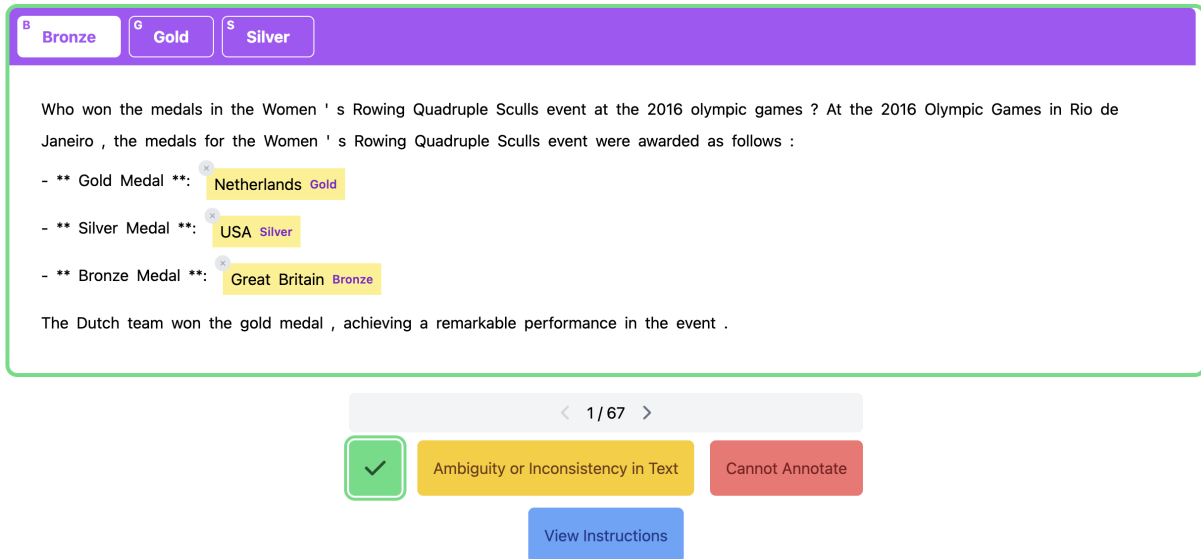 B Bronze G Gold S Silver
Who won the medals in the Women ' s Rowing Quadruple Sculls event at the 2016 olympic games ? At the 2016 Olympic Games in Rio de
Janeiro , the medals for the Women ' s Rowing Quadruple Sculls event were awarded as follows :
- ** Gold Medal **: × Netherlands Gold
- ** Silver Medal **: × USA Silver
- ** Bronze Medal **: × Great Britain Bronze
The Dutch team won the gold medal , achieving a remarkable performance in the event .
1 / 67
Ambiguity or Inconsistency in Text Cannot Annotate
View Instructions